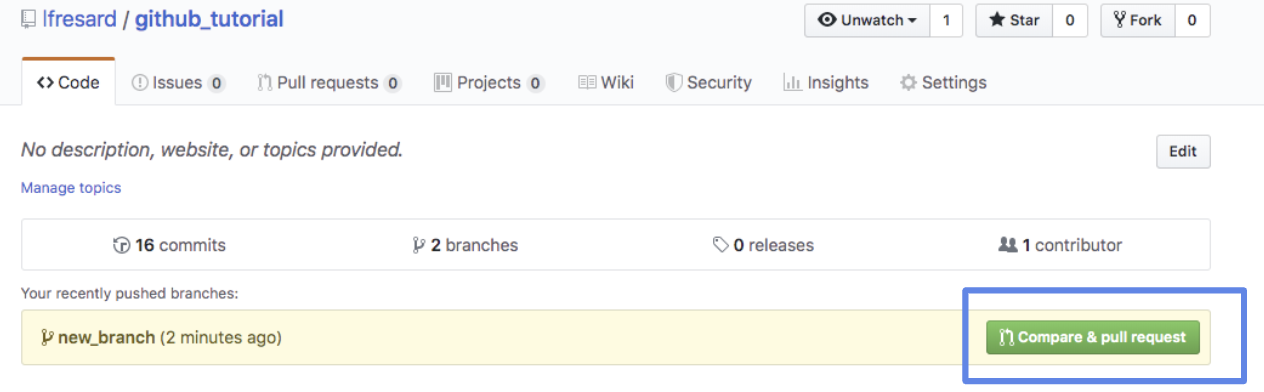 lfresard / github_tutorial Unwatch 1 Star 0 Fork 0
Code Issues 0 Pull requests 0 Projects 0 Wiki Security Insights Settings
No description, website, or topics provided. Edit
Manage topics
16 commits 2 branches 0 releases 1 contributor
Your recently pushed branches:
new_branch (2 minutes ago) Compare & pull request